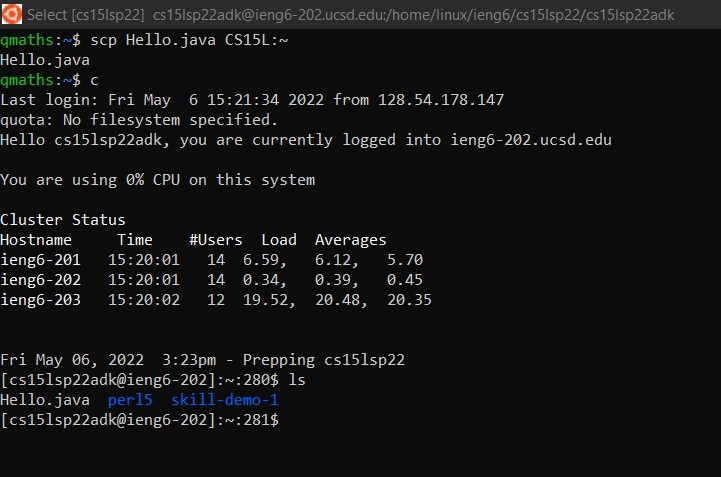 Select [cs15lsp22] cs15lsp22adk@ieng6-202.ucsd.edu:/home/linux/ieng6/cs15lsp22/cs15lsp22adk
qmaths:~$ scp Hello.java CS15L:~
Hello.java
qmaths:~$ c
Last login: Fri May  6 15:21:34 2022 from 128.54.178.147
quota: No filesystem specified.
Hello cs15lsp22adk, you are currently logged into ieng6-202.ucsd.edu
You are using 0% CPU on this system
Cluster Status
Hostname     Time    #Users  Load  Averages
ieng6-201   15:20:01   14  6.59,   6.12,   5.70
ieng6-202   15:20:01   14  0.34,   0.39,   0.45
ieng6-203   15:20:02   12  19.52,  20.48,  20.35
Fri May 06, 2022  3:23pm - Prepping cs15lsp22
[cs15lsp22adk@ieng6-202]:~:280$ ls
Hello.java  perl5  skill-demo-1
[cs15lsp22adk@ieng6-202]:~:281$